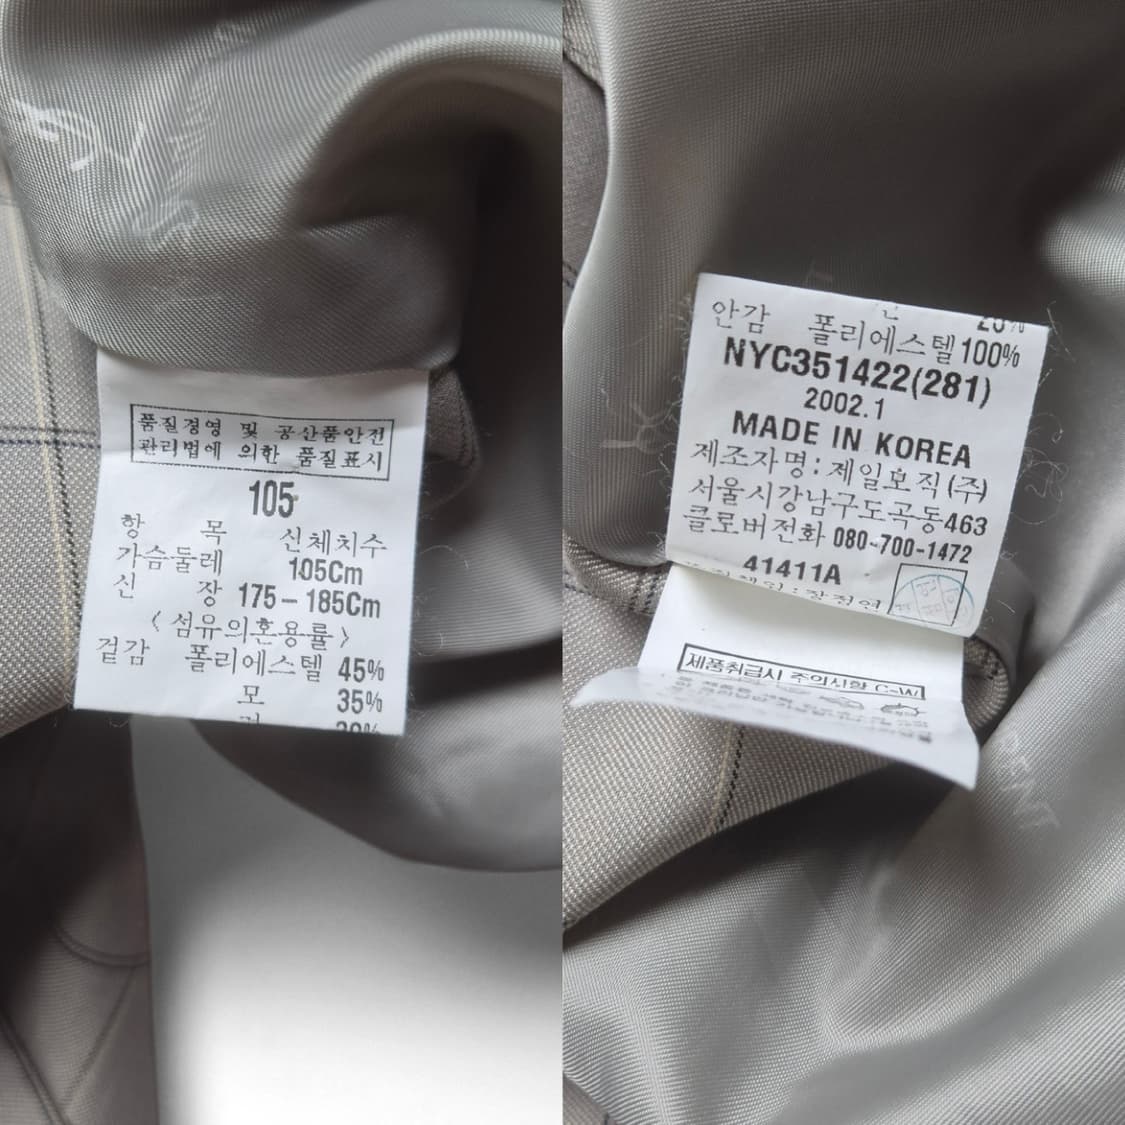 품질경영 및 공산품안전
관리법에 의한 품질표시
105
항 목 신체치수
가슴둘레 105Cm
신 장 175-185Cm
〈섬유의혼용률〉
겉감 폴리에스텔 45%
모 35%
20%
안감 폴리에스텔 100%
NYC351422(281)
2002.1
MADE IN KOREA
제조자명:제일모직(주)
서울시강남구도곡동463
클로버전화 080-700-1472
41411A
제품취급시 주의사항 C-W